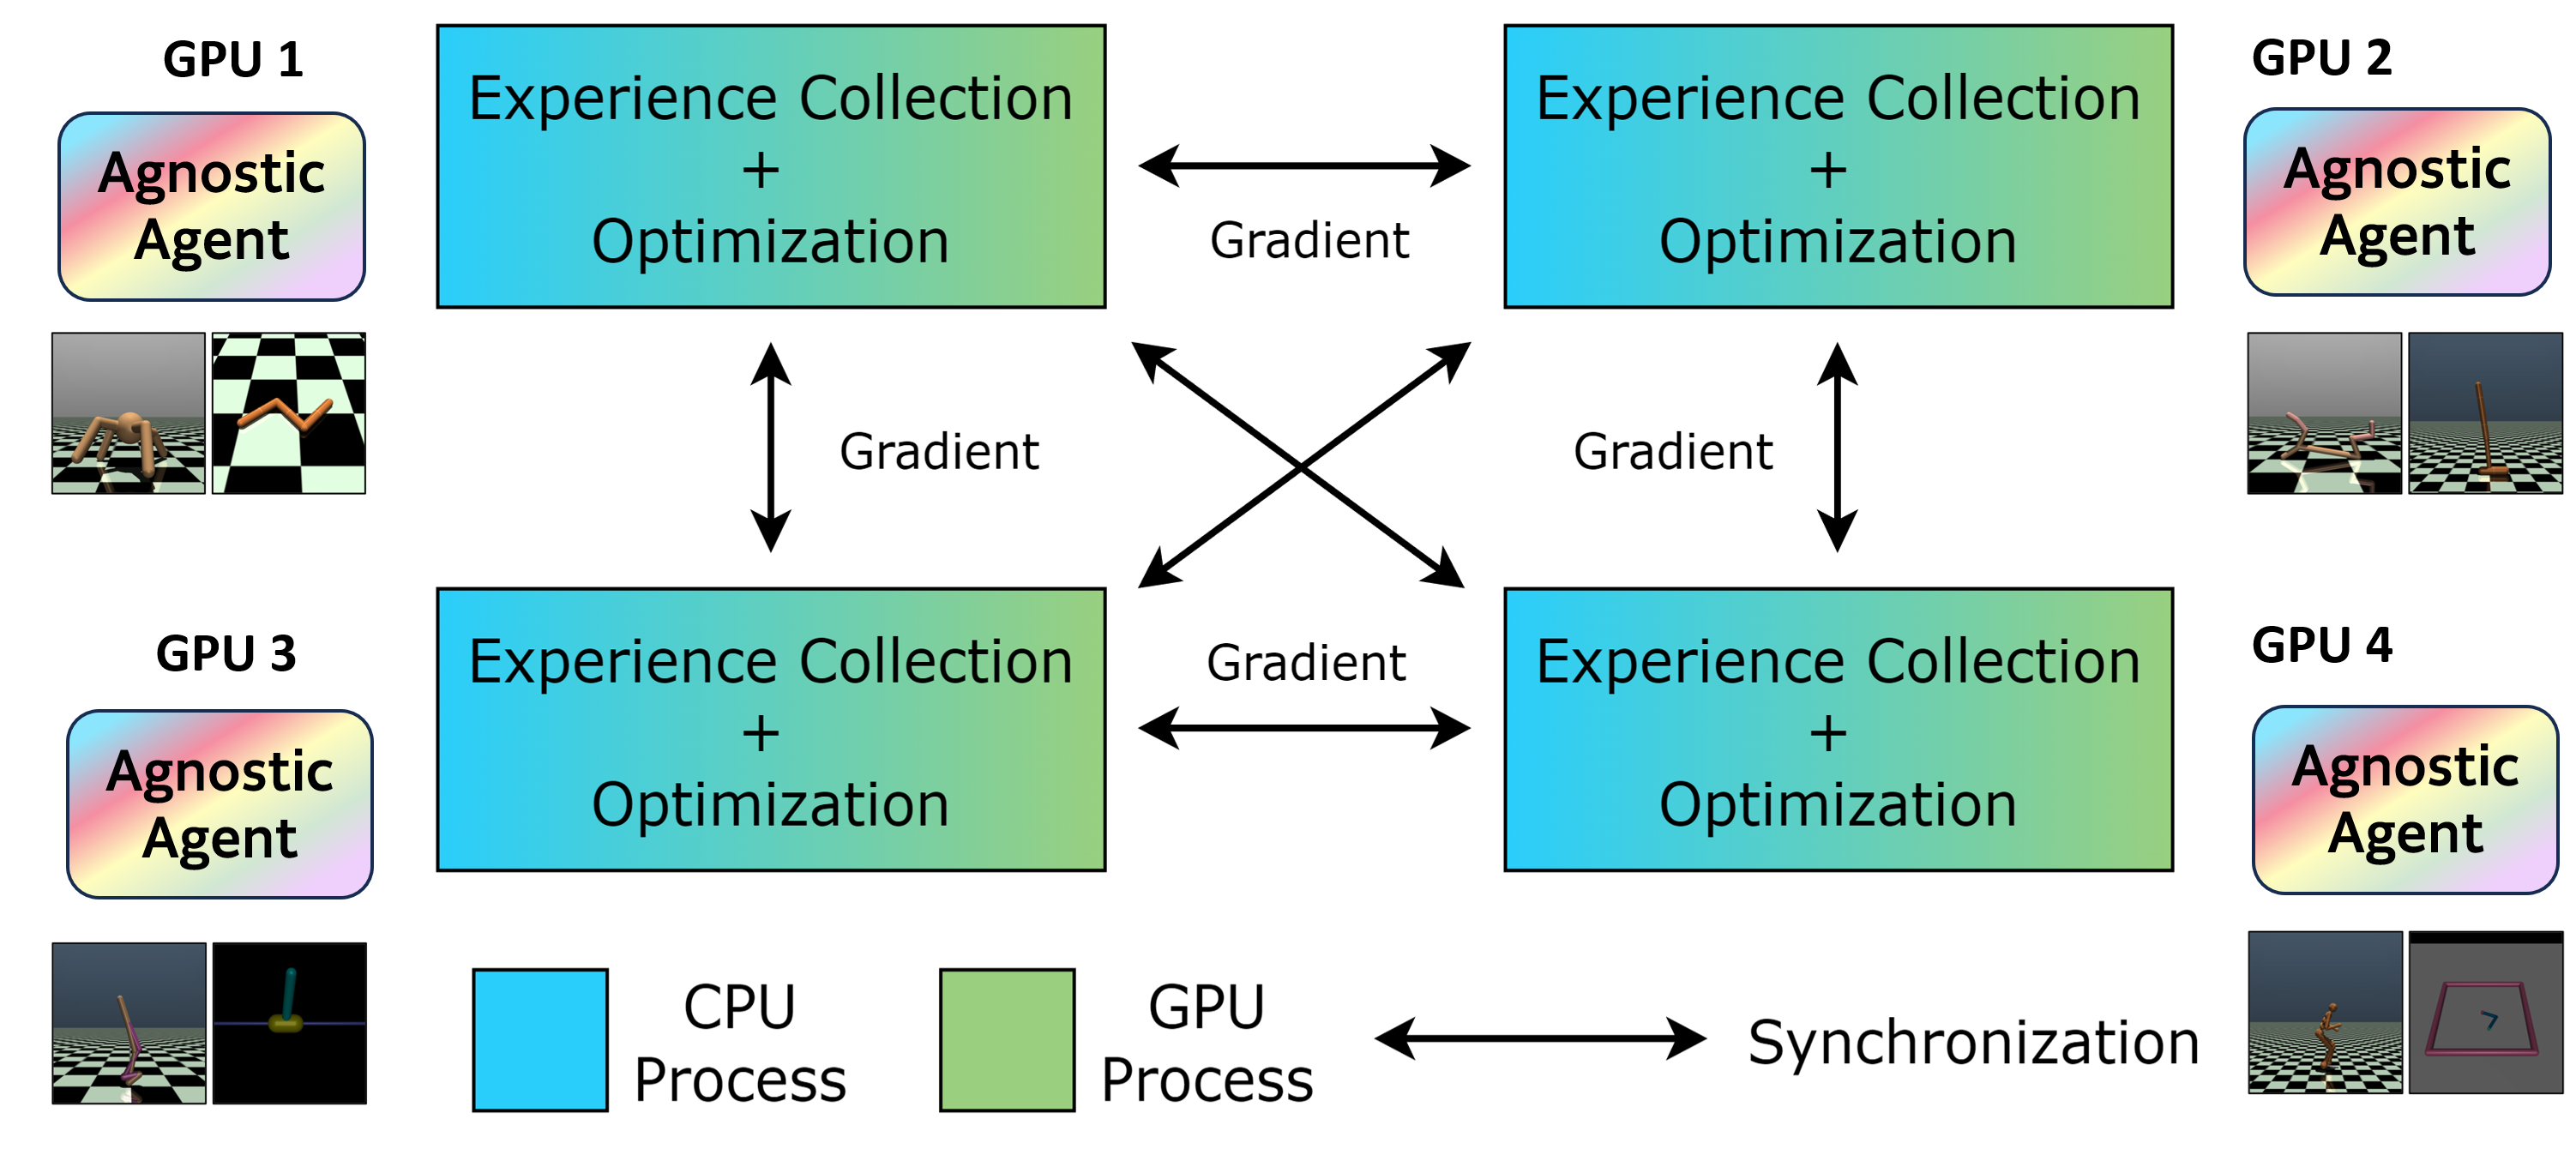 GPU 1
Agnostic
Agent
Experience Collection
+
Optimization
Gradient
Experience Collection
+
Optimization
GPU 2
Agnostic
Agent
Gradient
Gradient
GPU 3
Agnostic
Agent
Experience Collection
+
Optimization
Gradient
Experience Collection
+
Optimization
GPU 4
Agnostic
Agent
CPU
Process
GPU
Process
Synchronization